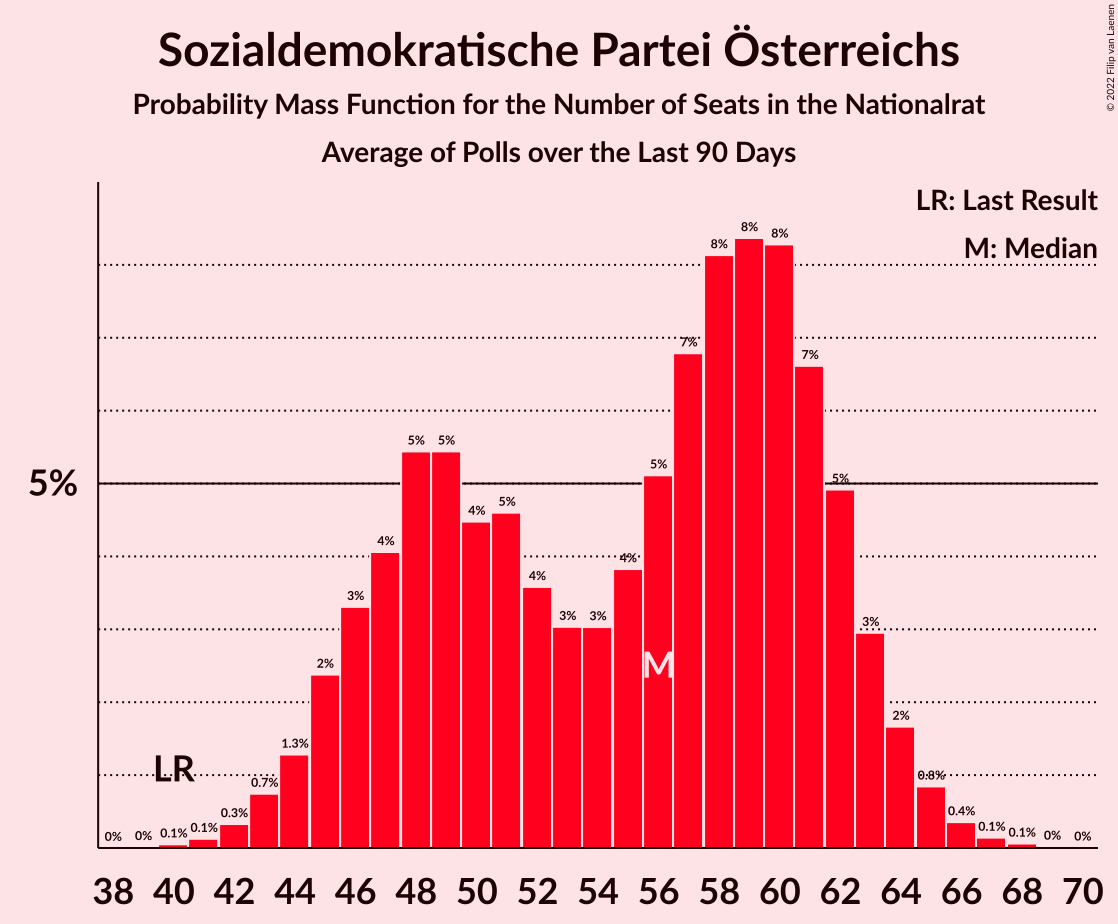 Sozialdemokratische Partei Österreichs
Probability Mass Function for the Number of Seats in the Nationalrat
Average of Polls over the Last 90 Days
© 2022 Filip van Laenen
LR: Last Result
M: Median
5%
0% 0% 0.1% 0.1% 0.3% 0.7% 1.3% 2% 3% 4% 5% 5% 4% 5% 4% 3% 3% 4% 5% 7% 8% 8% 8% 7% 5% 3% 2% 0.8% 0.4% 0.1% 0.1% 0% 0%
LR
M
38 40 42 44 46 48 50 52 54 56 58 60 62 64 66 68 70